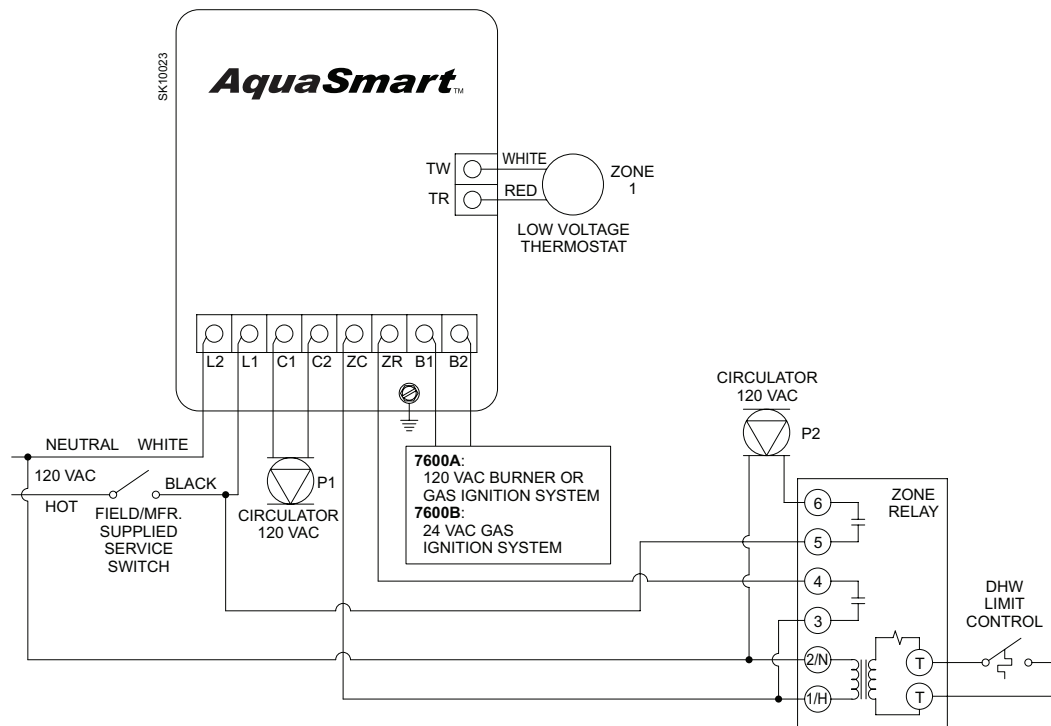 SK10023
AquaSmart™
TW
WHITE
ZONE
1
TR
RED
LOW VOLTAGE
THERMOSTAT
L2
L1
C1
C2
ZC
ZR
B1
B2
NEUTRAL WHITE
120 VAC
HOT
BLACK
FIELD/MFR.
SUPPLIED
SERVICE
SWITCH
P1
CIRCULATOR
120 VAC
7600A:
120 VAC BURNER OR
GAS IGNITION SYSTEM
7600B:
24 VAC GAS
IGNITION SYSTEM
CIRCULATOR
120 VAC
P2
ZONE
RELAY
6
5
4
3
2/N
1/H
T
T
DHW
LIMIT
CONTROL